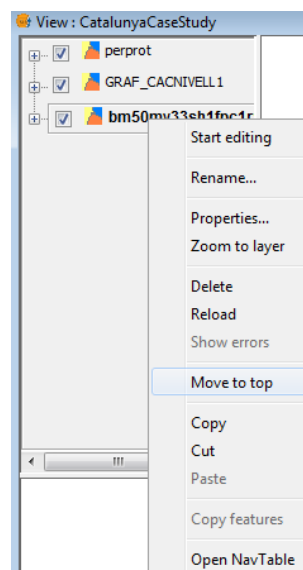 View : CatalunyaCaseStudy
perprot
GRAF_CACNIVELL1
bm50mv33sh1fpc1r
Start editing
Rename...
Properties...
Zoom to layer
Delete
Reload
Show errors
Move to top
Copy
Cut
Paste
Copy features
Open NavTable